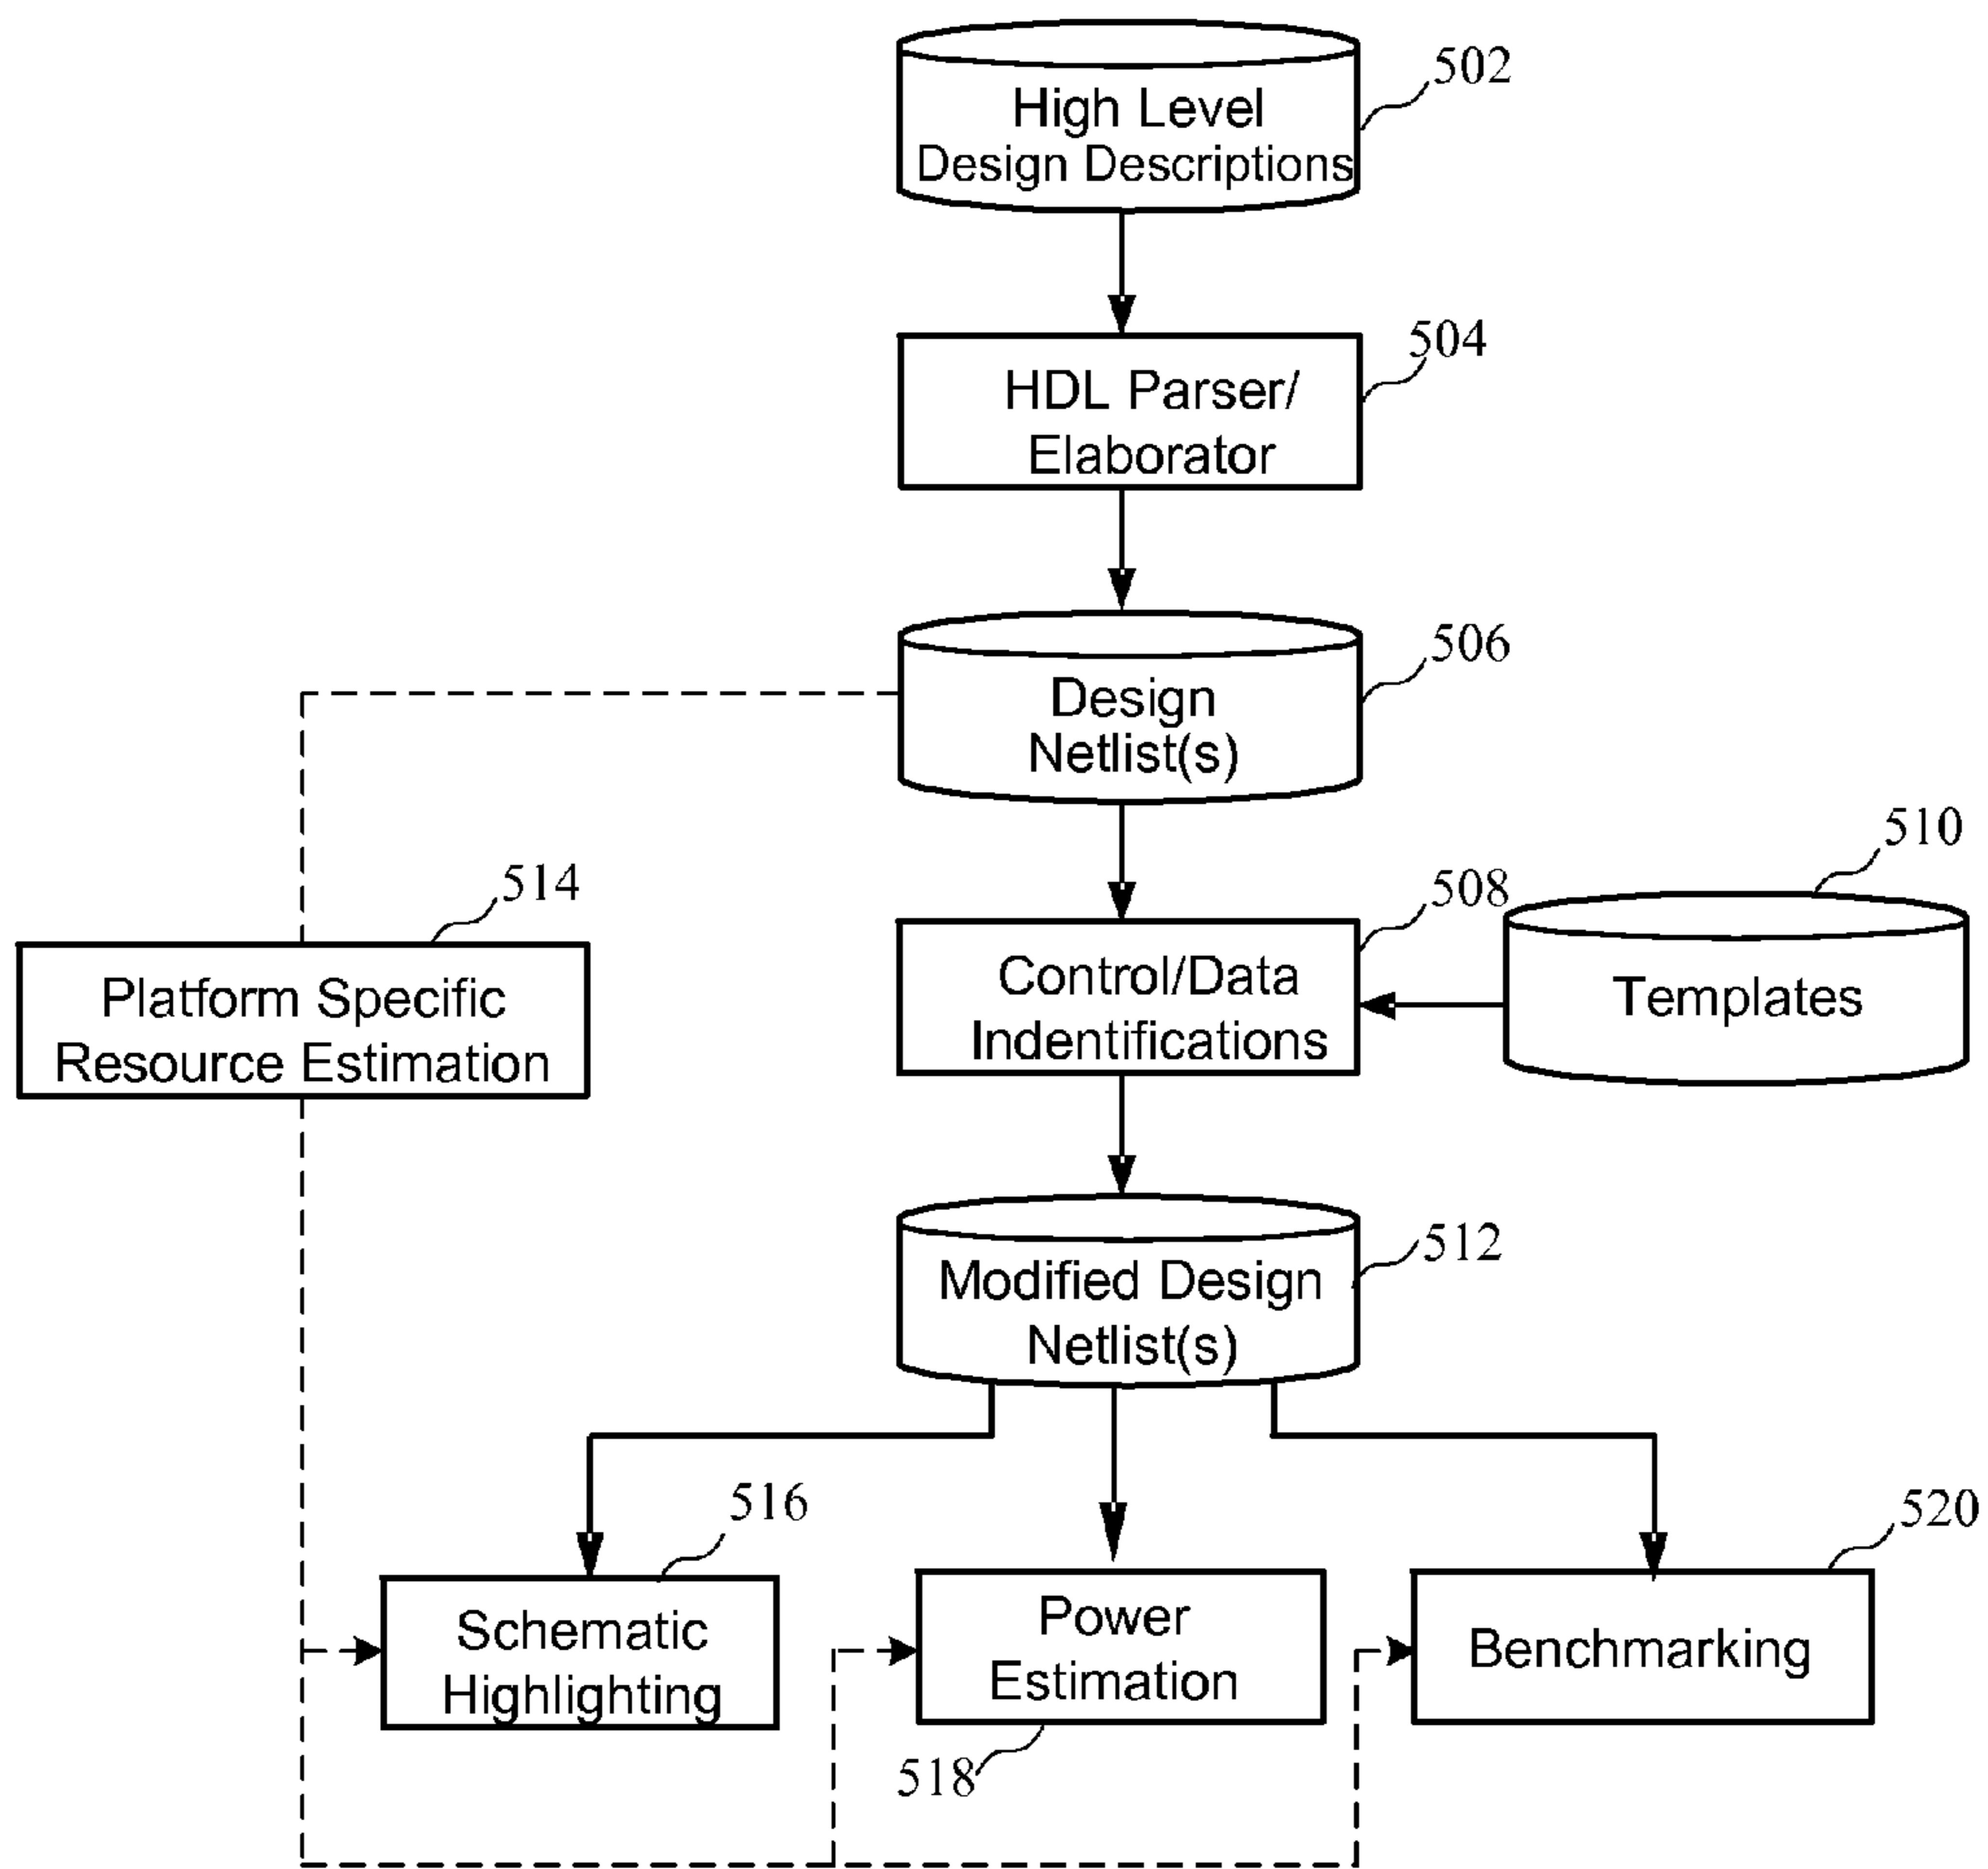 502
High Level
Design Descriptions
504
HDL Parser/
Elaborator
506
Design
Netlist(s)
510
514
508
Platform Specific
Resource Estimation
Control/Data
Indentifications
Templates
512
Modified Design
Netlist(s)
516
520
Schematic
Highlighting
Power
Estimation
Benchmarking
518